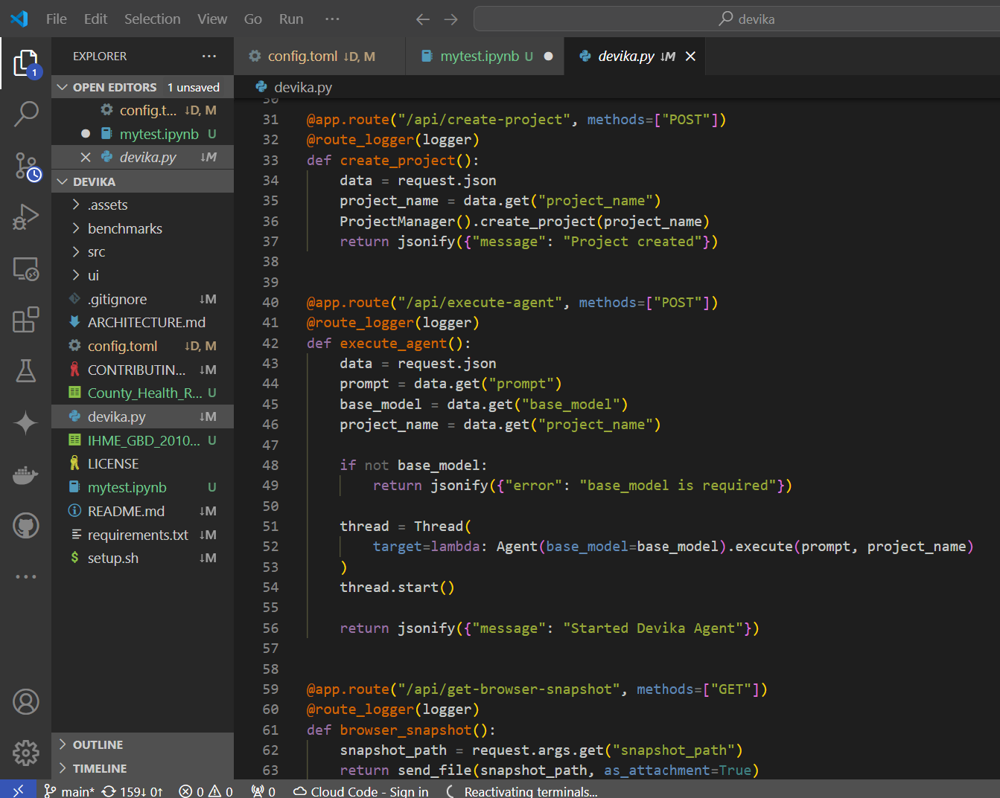 File Edit Selection View Go Run ···
devika
EXPLORER ···
config.toml ↓D, M
mytest.ipynb U
devika.py ↓M
OPEN EDITORS 1 unsaved
config.t... ↓D, M
mytest.ipynb U
devika.py ↓M
DEVIKA
.assets
benchmarks
src
ui
.gitignore ↓M
ARCHITECTURE.md
config.toml ↓D, M
CONTRIBUTIN... ↓M
County_Health_R... U
devika.py ↓M
IHME_GBD_2010... U
LICENSE
mytest.ipynb U
README.md ↓M
requirements.txt ↓M
setup.sh ↓M
OUTLINE
TIMELINE
1
devika.py
30
31 @app.route("/api/create-project", methods=["POST"])
32 @route_logger(logger)
33 def create_project():
34     data = request.json
35     project_name = data.get("project_name")
36     ProjectManager().create_project(project_name)
37     return jsonify({"message": "Project created"})
38
39
40 @app.route("/api/execute-agent", methods=["POST"])
41 @route_logger(logger)
42 def execute_agent():
43     data = request.json
44     prompt = data.get("prompt")
45     base_model = data.get("base_model")
46     project_name = data.get("project_name")
47
48     if not base_model:
49         return jsonify({"error": "base_model is required"})
50
51     thread = Thread(
52         target=lambda: Agent(base_model=base_model).execute(prompt, project_name)
53     )
54     thread.start()
55
56     return jsonify({"message": "Started Devika Agent"})
57
58
59 @app.route("/api/get-browser-snapshot", methods=["GET"])
60 @route_logger(logger)
61 def browser_snapshot():
62     snapshot_path = request.args.get("snapshot_path")
63     return send_file(snapshot_path, as_attachment=True)
main* 159↓ 0↑ 0 0 0 Cloud Code - Sign in Reactivating terminals...